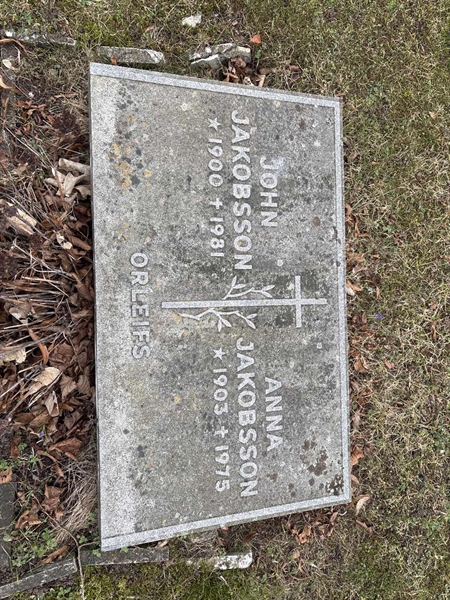 JOHN
JAKOBSSON
★ 1900 ✝ 1981
ANNA
JAKOBSSON
★ 1903 ✝ 1975
ORLEIFS